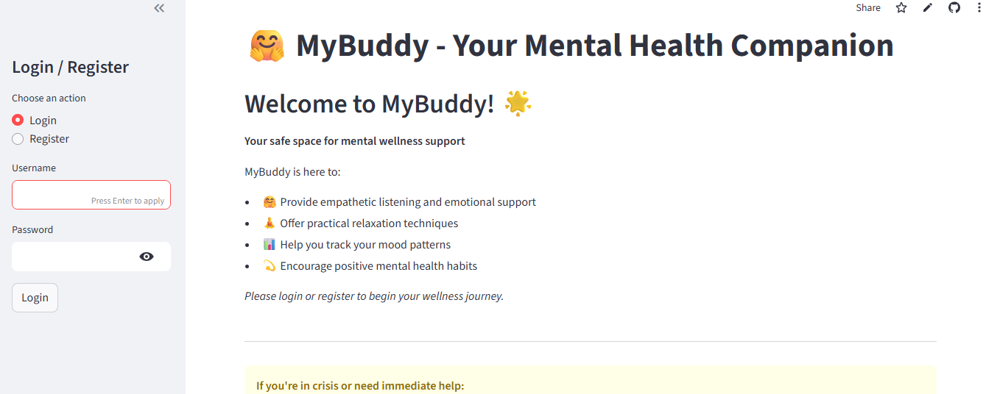 Share
Login / Register
Choose an action
Login
Register
Username
Press Enter to apply
Password
Login
🤗 MyBuddy - Your Mental Health Companion
Welcome to MyBuddy! 🌟
Your safe space for mental wellness support
MyBuddy is here to:
• 🤗 Provide empathetic listening and emotional support
• 🧘 Offer practical relaxation techniques
• 📊 Help you track your mood patterns
• 💫 Encourage positive mental health habits
Please login or register to begin your wellness journey.
If you're in crisis or need immediate help: